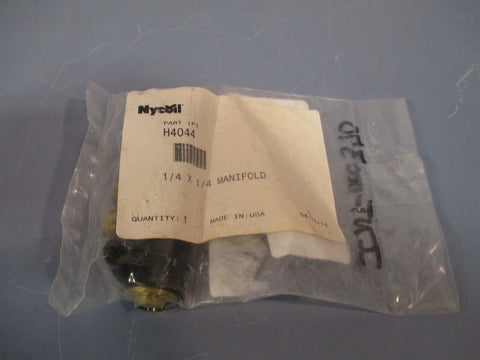 Nycoil
PART (P)
H4044
1/4 X 1/4 MANIFOLD
QUANTITY: 1 MADE IN: USA